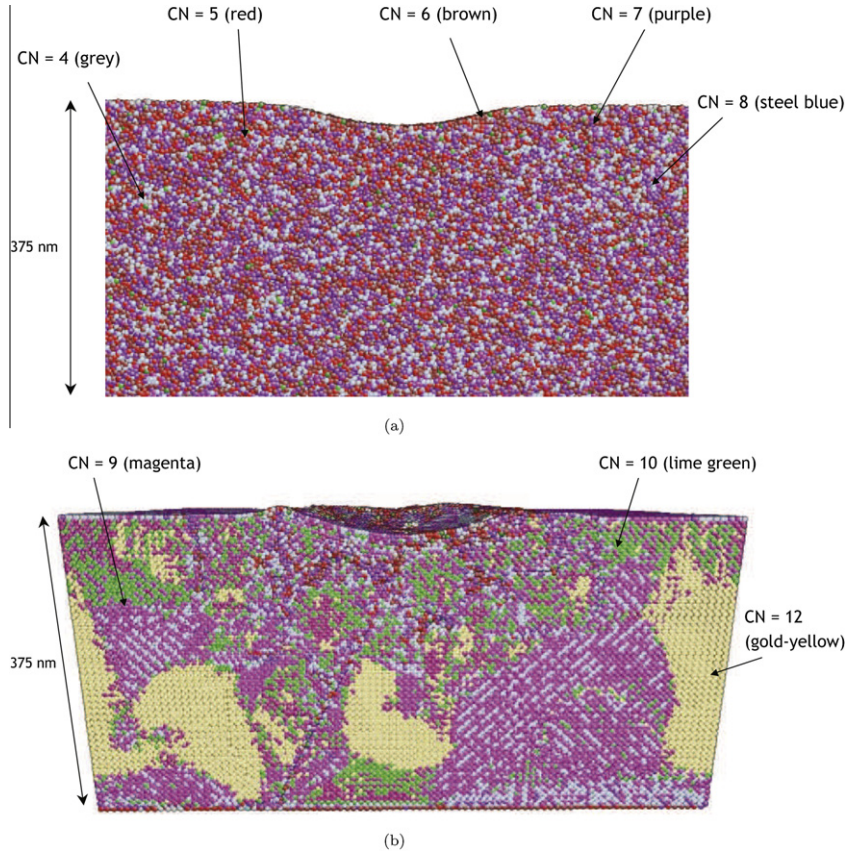 CN = 5 (red)
CN = 6 (brown)
CN = 7 (purple)
CN = 4 (grey)
CN = 8 (steel blue)
375 nm
(a)
CN = 9 (magenta)
CN = 10 (lime green)
CN = 12
(gold-yellow)
375 nm
(b)